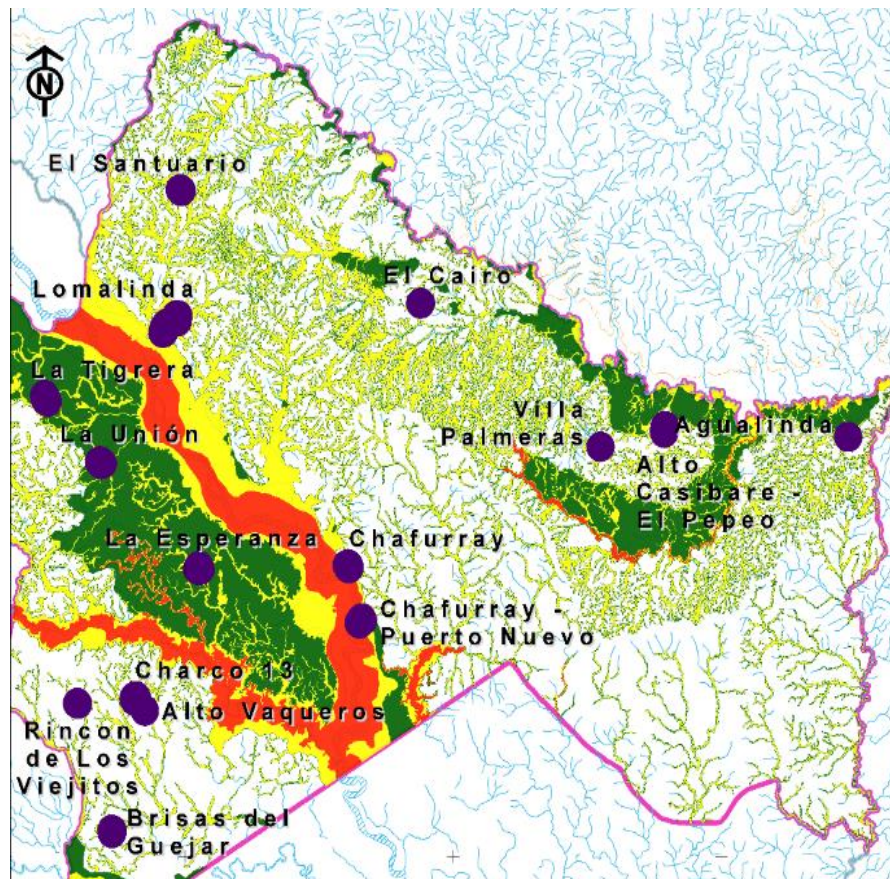 N
El Santuario
El Cairo
Lomalinda
La Tigrera
La Unión
Villa
Palmeras
Agualinda
Alto
Casibare -
El Pepeo
La Esperanza
Chafurray
Chafurray -
Puerto Nuevo
Charco 13
Alto Vaqueros
Rincon
de Los
Viejitos
Brisas del
Guejar